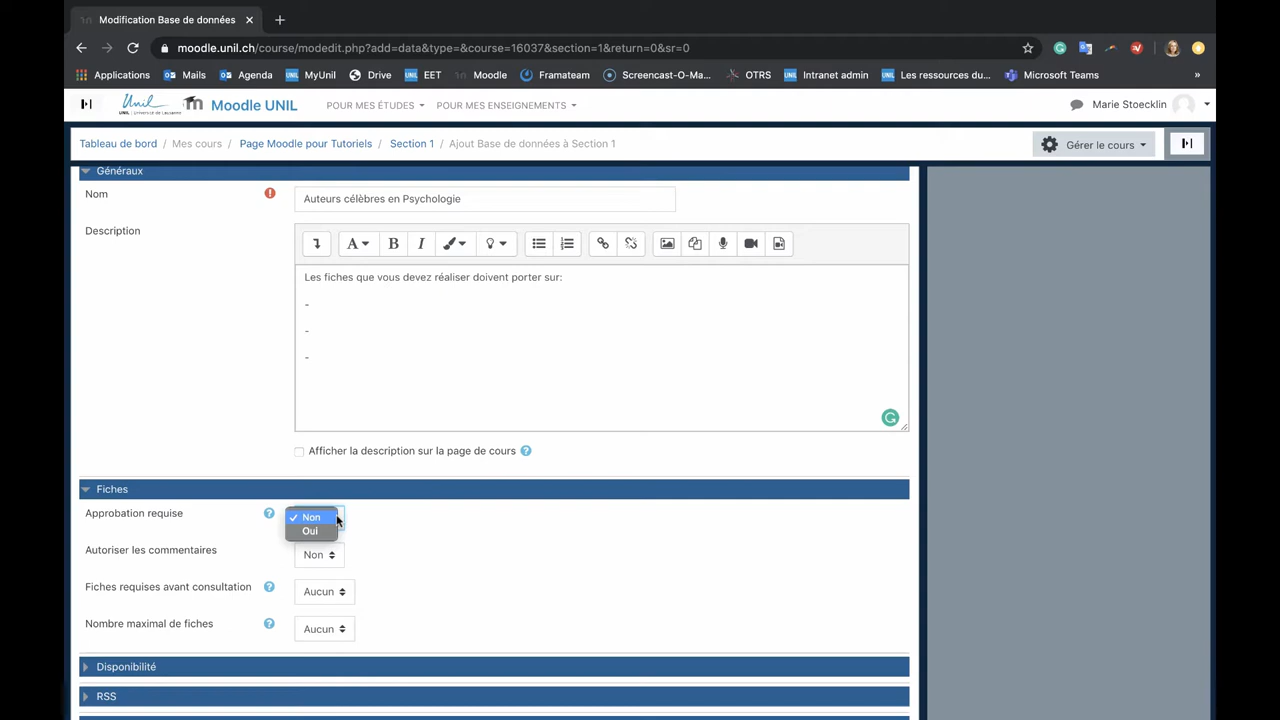 Modification Base de données
moodle.unil.ch/course/modedit.php?add=data&type=&course=16037&section=1&return=0&sr=0
Applications Mails Agenda MyUnil Drive EET Moodle Framateam Screencast-O-Ma... OTRS Intranet admin Les ressources du... Microsoft Teams »
Unil Moodle UNIL POUR MES ÉTUDES POUR MES ENSEIGNEMENTS Marie Stoecklin
UNIL | Université de Lausanne
Tableau de bord / Mes cours / Page Moodle pour Tutoriels / Section 1 / Ajout Base de données à Section 1 Gérer le cours
Généraux
Nom Auteurs célèbres en Psychologie
Description
A B I
Les fiches que vous devez réaliser doivent porter sur:
-
-
-
Afficher la description sur la page de cours ?
Fiches
Approbation requise ? ✓ Non
Oui
Autoriser les commentaires Non
Fiches requises avant consultation ? Aucun
Nombre maximal de fiches ? Aucun
Disponibilité
RSS